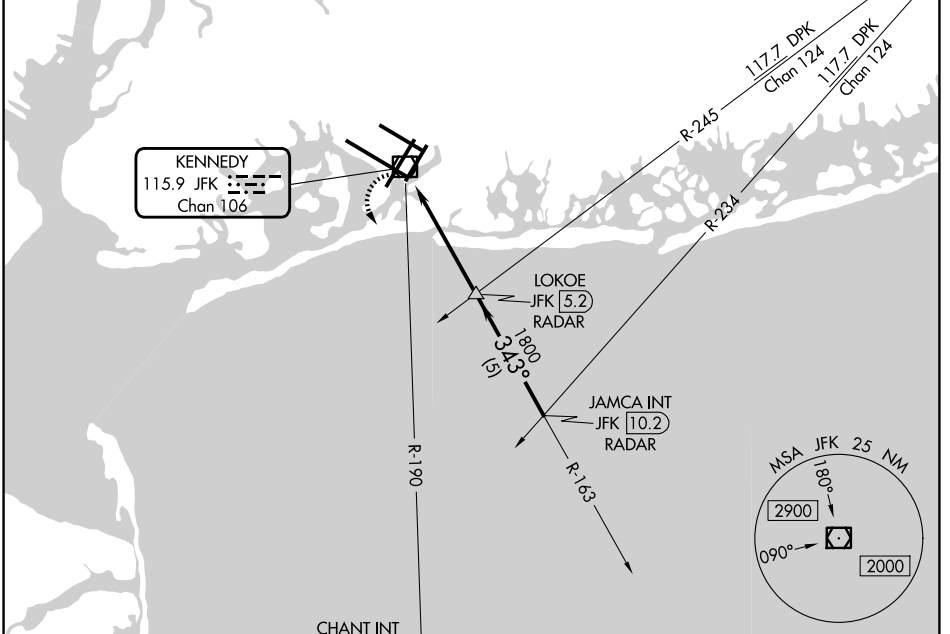 117.7 DPK
Chan 124
117.7 DPK
Chan 124
R-245
KENNEDY
115.9 JFK
Chan 106
R-234
LOKOE
JFK 5.2
RADAR
1800
343°
(5)
JAMCA INT
JFK 10.2
RADAR
R-190
R-163
MSA JFK 25 NM
180°
2900
090°
2000
CHANT INT